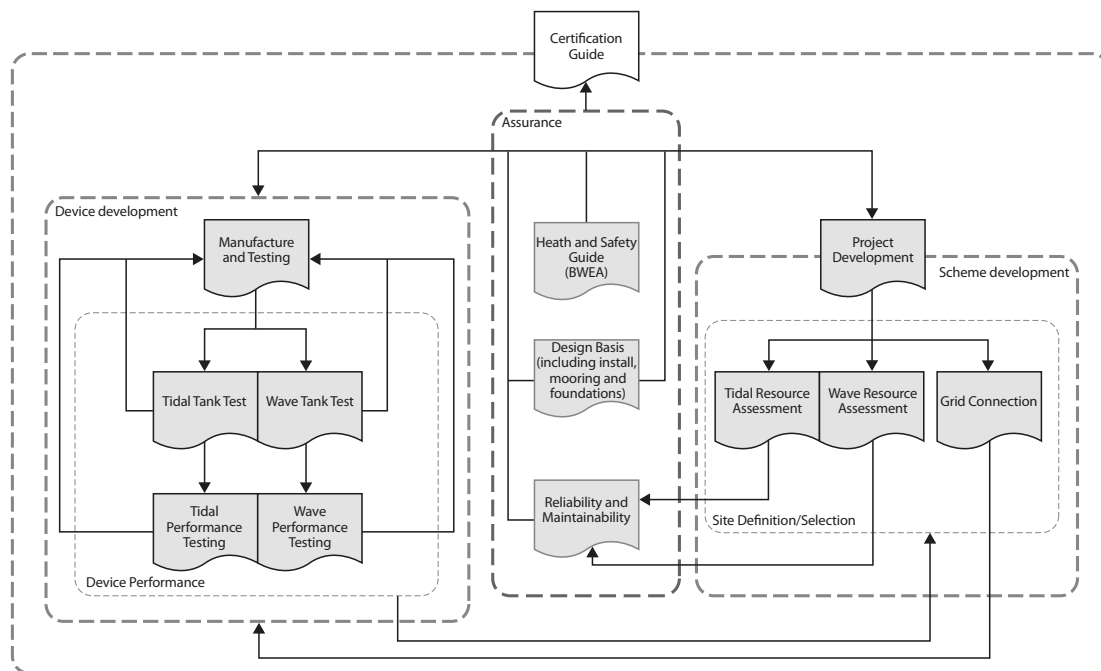 Certification
Guide
Assurance
Device development
Manufacture
and Testing
Heath and Safety
Guide
(BWEA)
Project
Development
Scheme development
Design Basis
(including install,
mooring and
foundations)
Tidal Tank Test
Wave Tank Test
Tidal Resource
Assessment
Wave Resource
Assessment
Grid Connection
Tidal
Performance
Testing
Wave
Performance
Testing
Reliability and
Maintainability
Site Definition/Selection
Device Performance